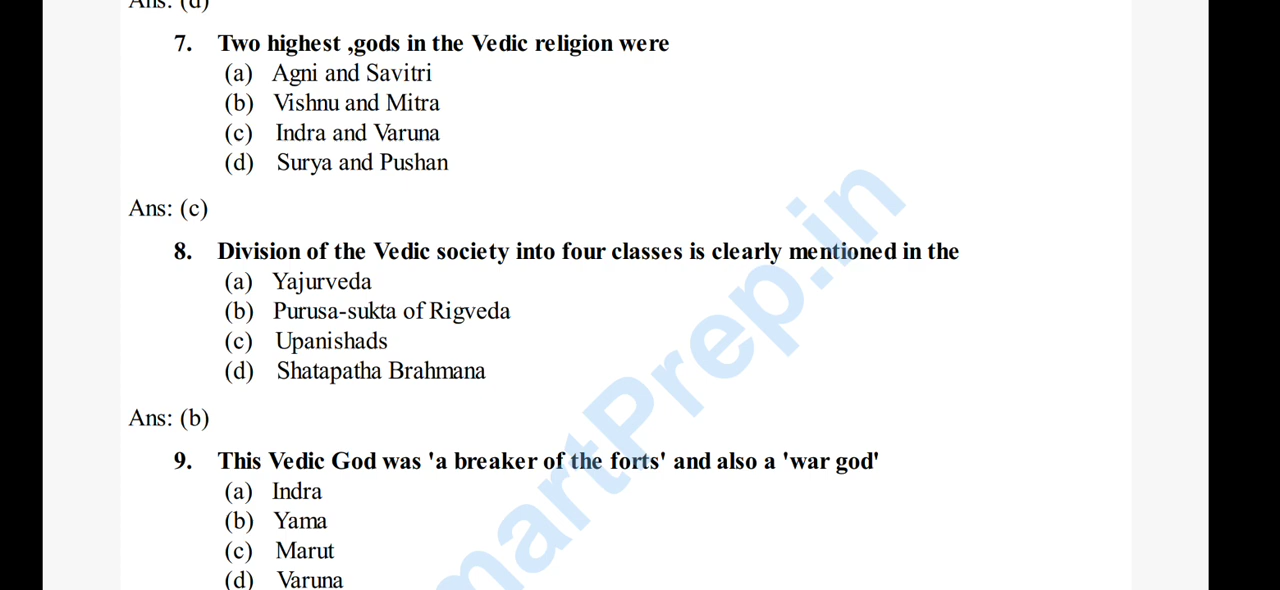 Ans: (d)
7. Two highest ,gods in the Vedic religion were
(a) Agni and Savitri
(b) Vishnu and Mitra
(c) Indra and Varuna
(d) Surya and Pushan
Ans: (c)
8. Division of the Vedic society into four classes is clearly mentioned in the
(a) Yajurveda
(b) Purusa-sukta of Rigveda
(c) Upanishads
(d) Shatapatha Brahmana
Ans: (b)
9. This Vedic God was 'a breaker of the forts' and also a 'war god'
(a) Indra
(b) Yama
(c) Marut
(d) Varuna
martPrep.in